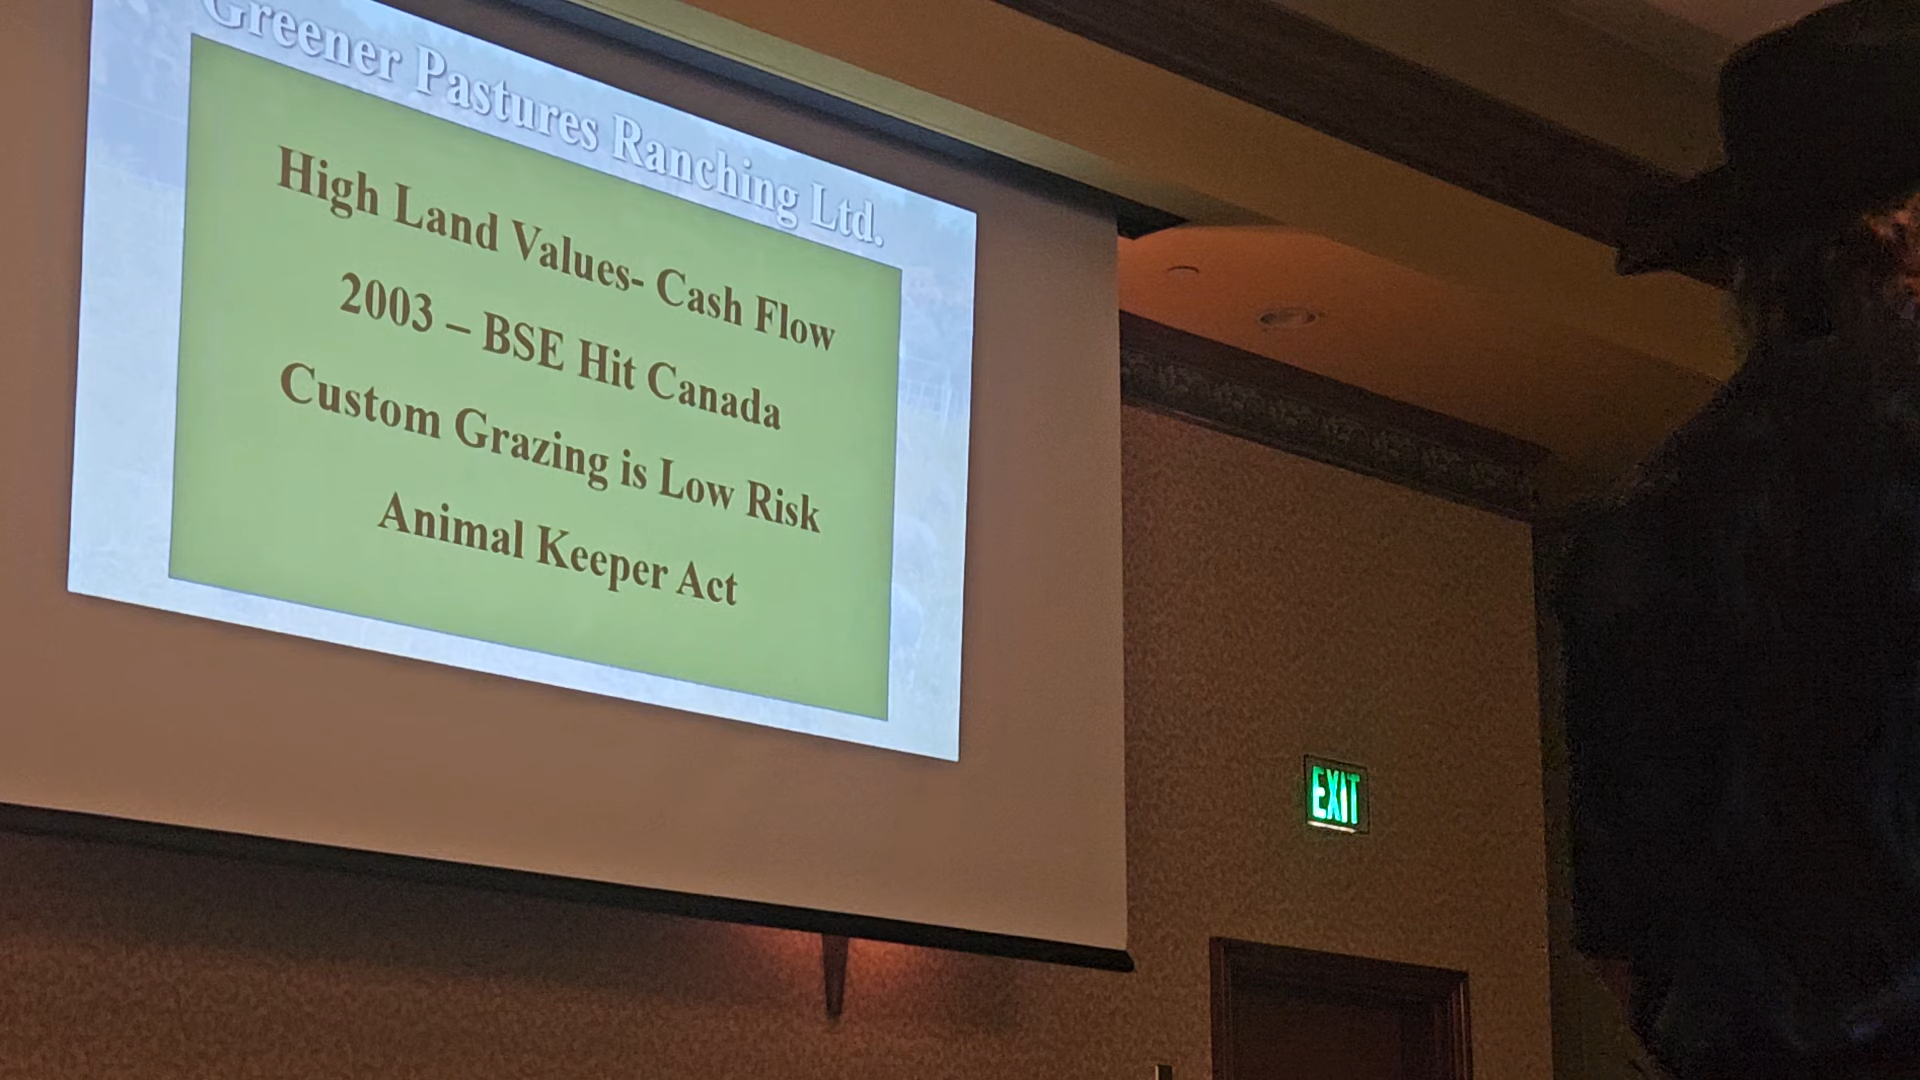 Greener Pastures Ranching Ltd.
High Land Values- Cash Flow
2003 – BSE Hit Canada
Custom Grazing is Low Risk
Animal Keeper Act
EXIT